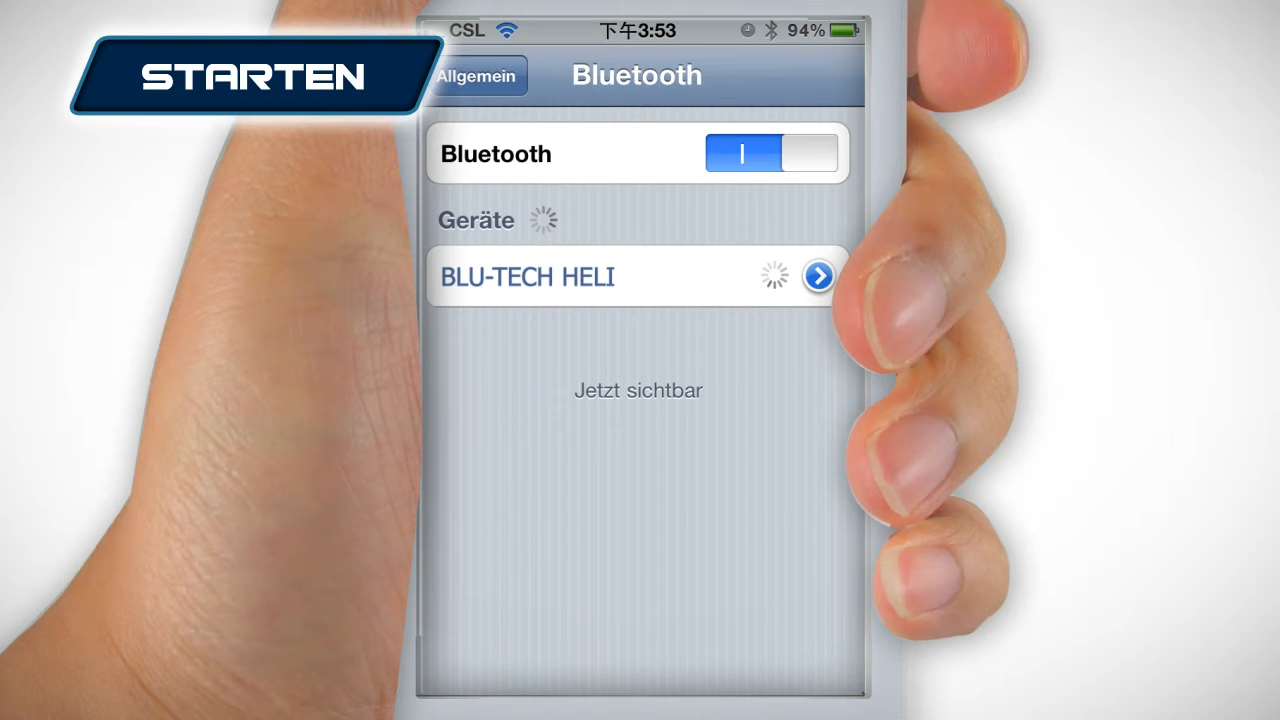 STARTEN
CSL 下午3:53 94%
Allgemein Bluetooth
Bluetooth
Geräte
BLU-TECH HELI
Jetzt sichtbar